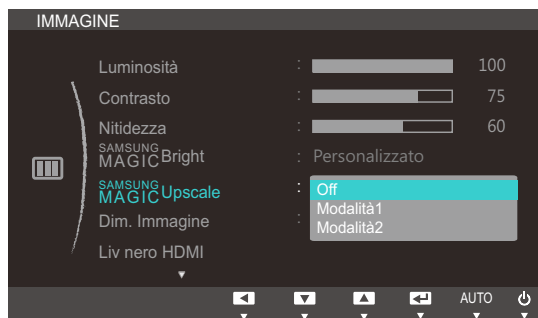 IMMAGINE
Luminosità : 100
Contrasto : 75
Nitidezza : 60
SAMSUNG MAGIC Bright : Personalizzato
SAMSUNG MAGIC Upscale : Off
Modalità1
Dim. Immagine :
Modalità2
Liv nero HDMI
AUTO